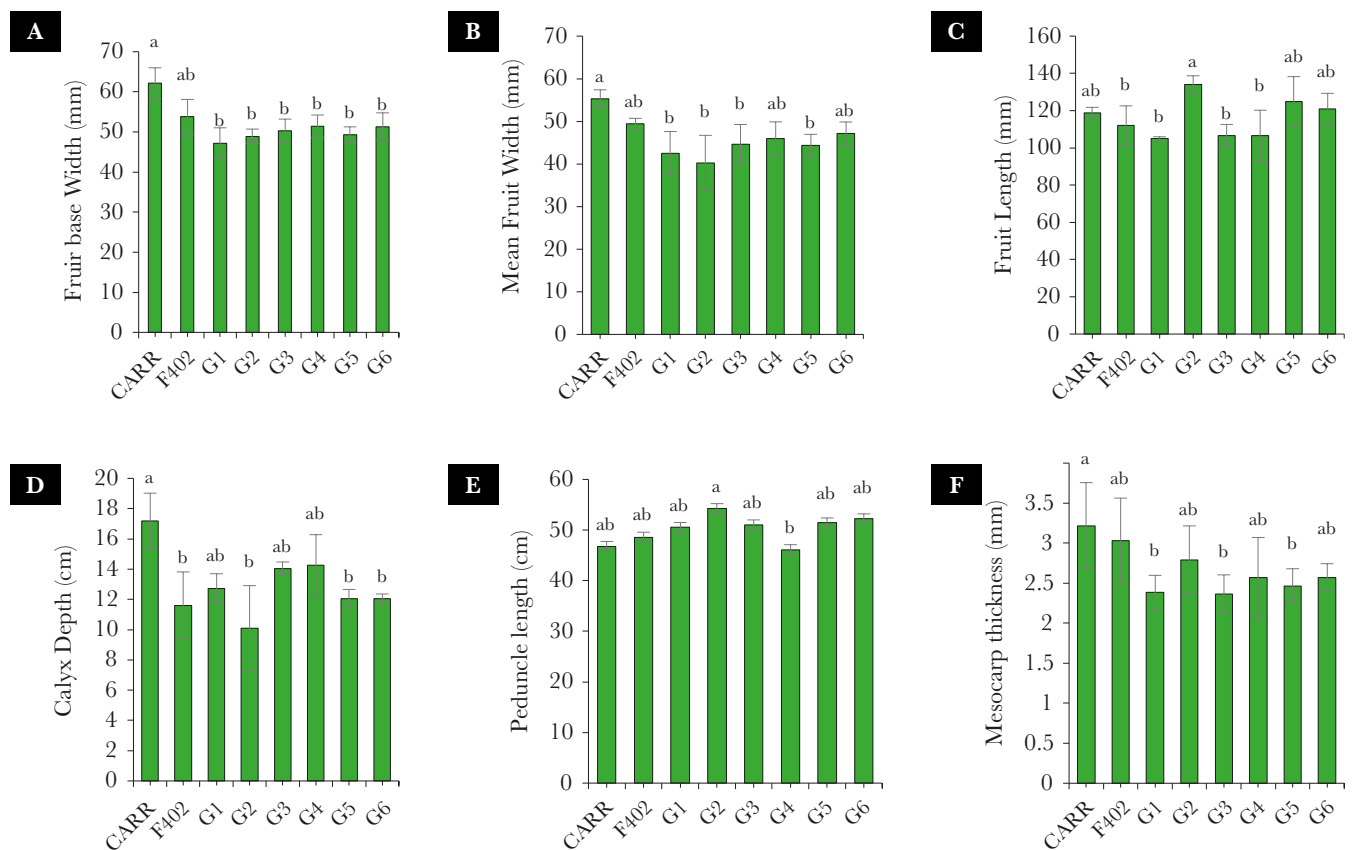 A
Fruir base Width (mm)
70
60
50
40
30
20
10
0
a
ab
b
b
b
b
b
b
CARR F402 G1 G2 G3 G4 G5 G6
B
Mean Fruit Width (mm)
70
60
50
40
30
20
10
0
a
ab
b
b
b
ab
b
ab
CARR F402 G1 G2 G3 G4 G5 G6
C
Fruit Length (mm)
160
140
120
100
80
60
40
20
0
ab
b
b
a
b
b
ab
ab
CARR F402 G1 G2 G3 G4 G5 G6
D
Calyx Depth (cm)
20
18
16
14
12
10
8
6
4
2
0
a
b
ab
b
ab
ab
b
b
CARR F402 G1 G2 G3 G4 G5 G6
E
Peduncle length (cm)
60
50
40
30
20
10
0
ab
ab
ab
a
ab
b
ab
ab
CARR F402 G1 G2 G3 G4 G5 G6
F
Mesocarp thickness (mm)
3.5
3
2.5
2
1.5
1
0.5
0
a
ab
b
ab
b
ab
b
ab
CARR F402 G1 G2 G3 G4 G5 G6